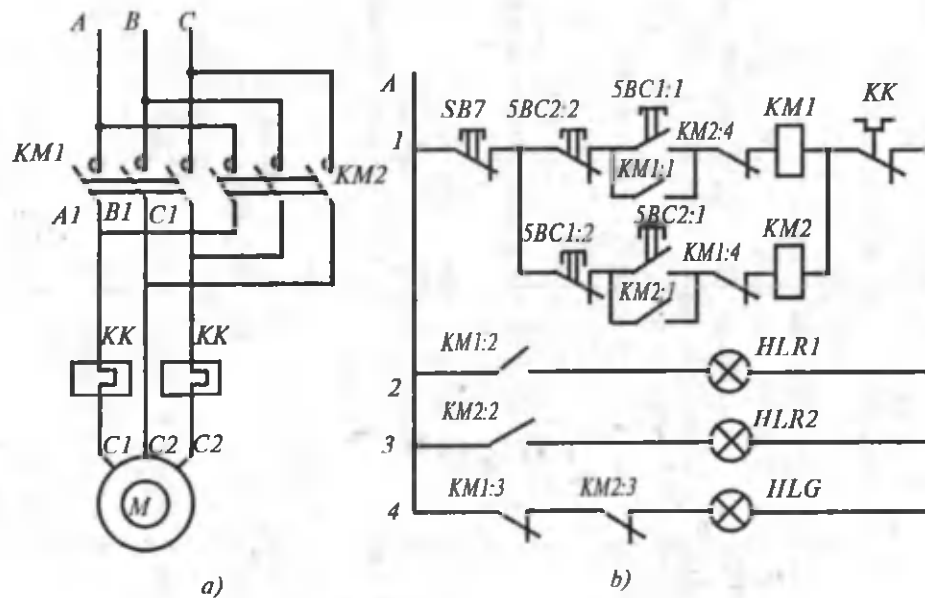 A B C
KM1
KM2
A1 B1 C1
KK KK
C1 C2 C2
M
a)
A
1
SB7 5BC2:2 5BC1:1 KM2:4 KM1 KK
KM1:1
5BC1:2 5BC2:1 KM1:4 KM2
KM2:1
KM1:2 HLR1
2
KM2:2 HLR2
3
KM1:3 KM2:3 HLG
4
b)